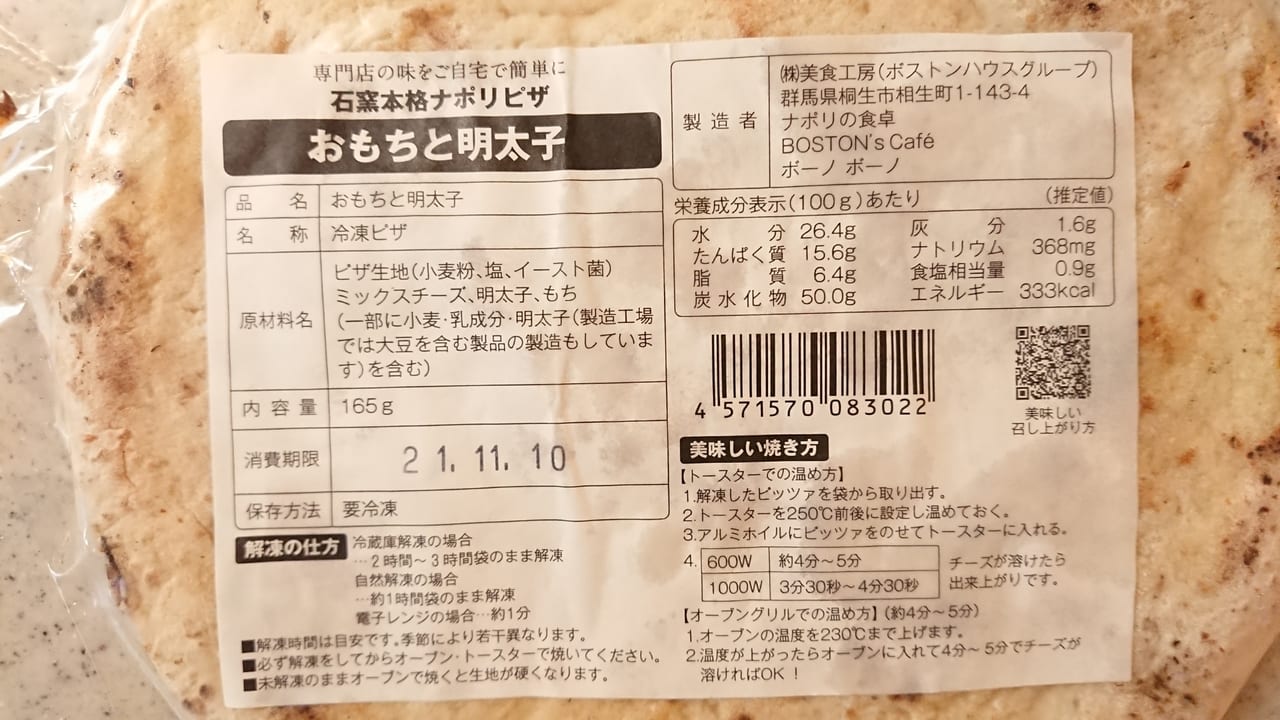 専門店の味をご自宅で簡単に
石窯本格ナポリピザ
おもちと明太子
品名 おもちと明太子
名称 冷凍ピザ
原材料名 ピザ生地(小麦粉、塩、イースト菌)
ミックスチーズ、明太子、もち
(一部に小麦・乳成分・明太子(製造工場
では大豆を含む製品の製造もしていま
す)を含む)
内容量 165g
消費期限 21.11.10
保存方法 要冷凍
解凍の仕方 冷蔵庫解凍の場合
…2時間〜3時間袋のまま解凍
自然解凍の場合
…約1時間袋のまま解凍
電子レンジの場合…約1分
■解凍時間は目安です。季節により若干異なります。
■必ず解凍をしてからオーブン・トースターで焼いてください。
■未解凍のままオーブンで焼くと生地が硬くなります。
製造者 ㈱美食工房(ボストンハウスグループ)
群馬県桐生市相生町1-143-4
ナポリの食卓
BOSTON's Café
ボーノ ボーノ
栄養成分表示(100g)あたり (推定値)
水分 26.4g 灰分 1.6g
たんぱく質 15.6g ナトリウム 368mg
脂質 6.4g 食塩相当量 0.9g
炭水化物 50.0g エネルギー 333kcal
4 571570 083022
美味しい
召し上がり方
美味しい焼き方
【トースターでの温め方】
1.解凍したピッツァを袋から取り出す。
2.トースターを250℃前後に設定し温めておく。
3.アルミホイルにピッツァをのせてトースターに入れる。
4. 600W 約4分〜5分 チーズが溶けたら
1000W 3分30秒〜4分30秒 出来上がりです。
【オーブングリルでの温め方】(約4分〜5分)
1.オーブンの温度を230℃まで上げます。
2.温度が上がったらオーブンに入れて4分〜5分でチーズが
溶ければOK！